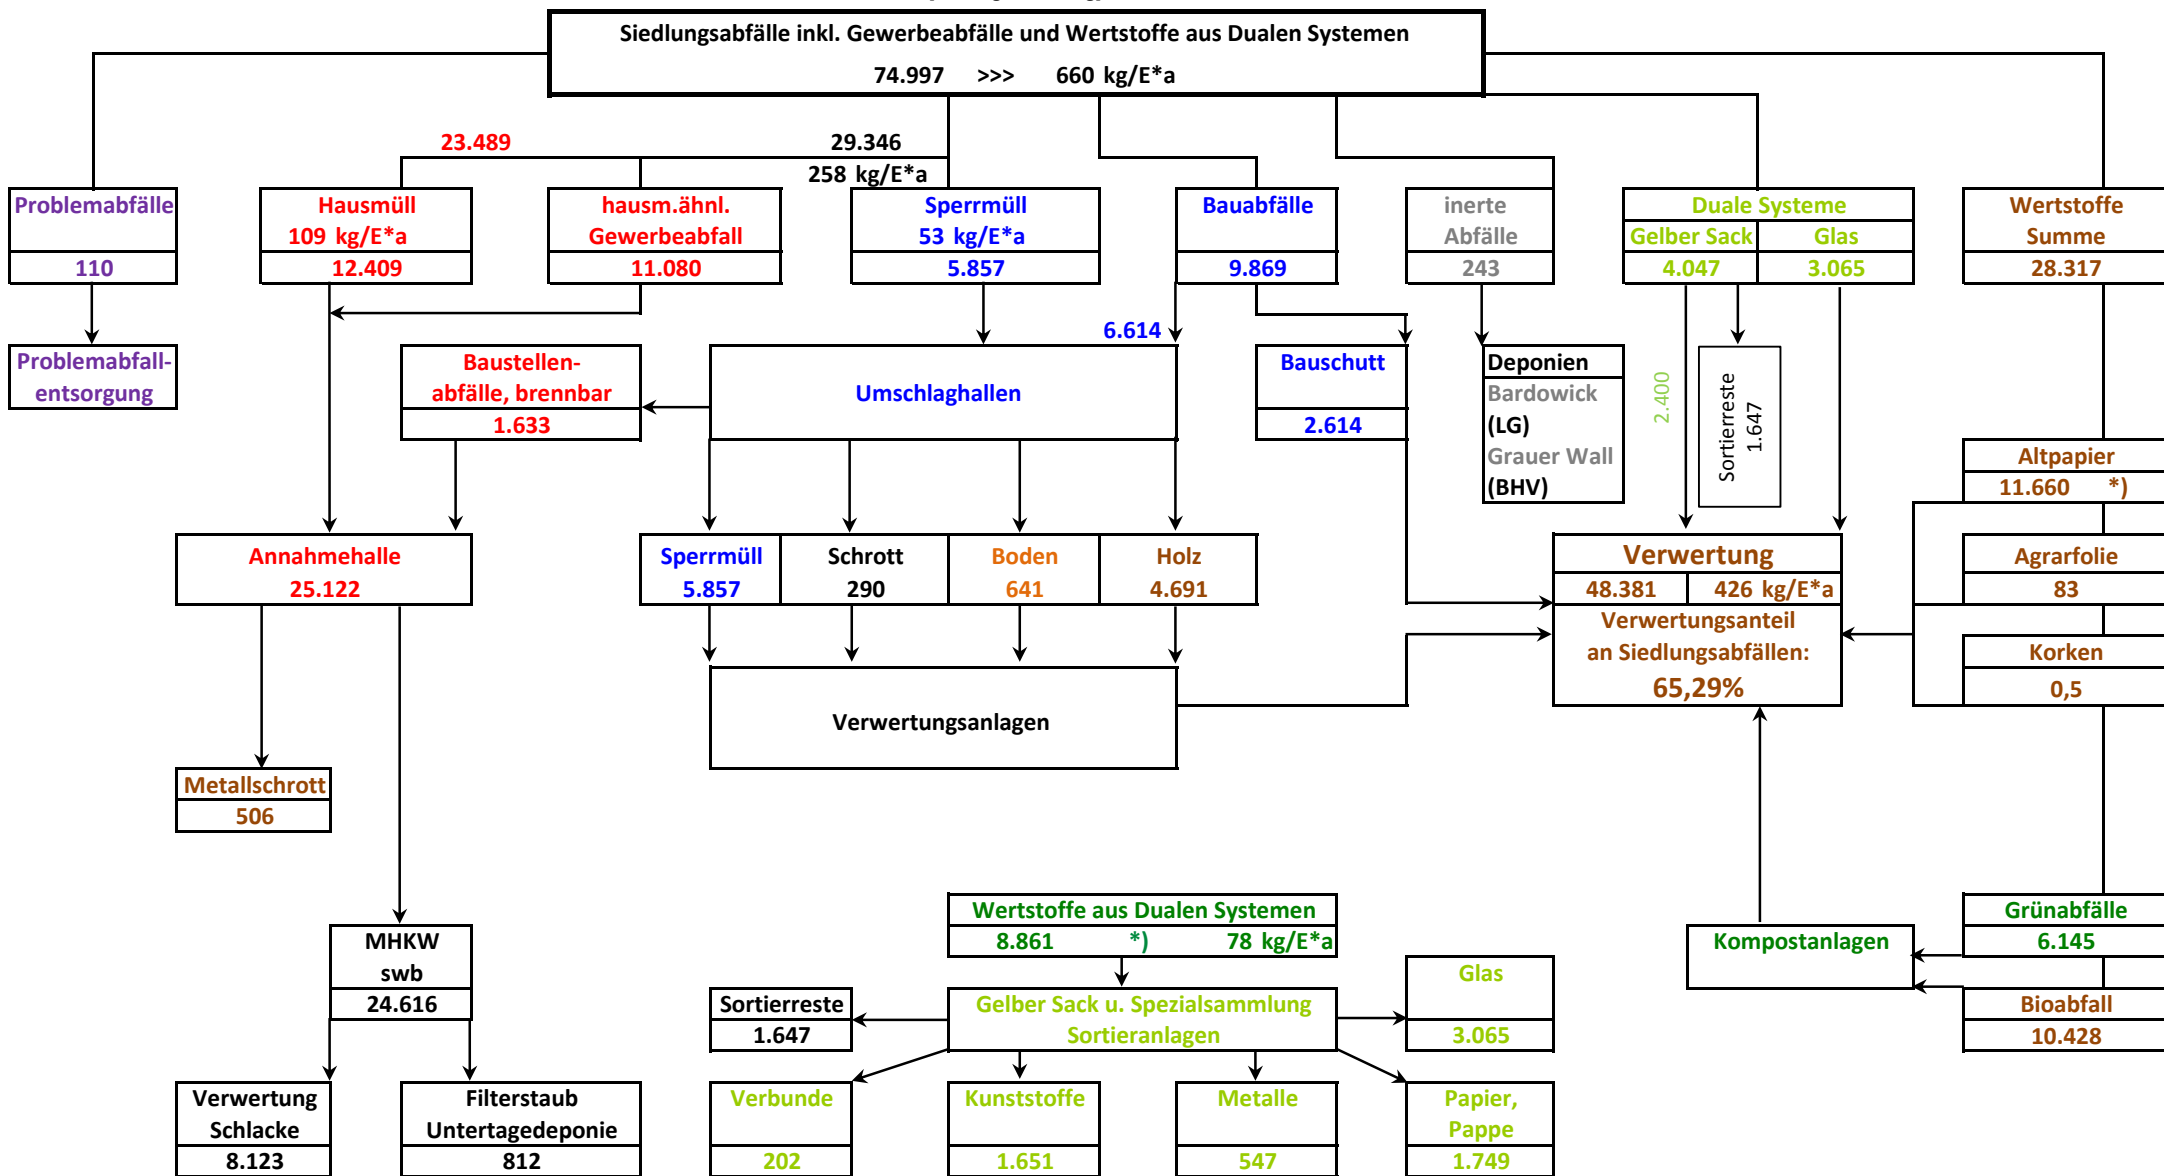 Siedlungsabfälle inkl. Gewerbeabfälle und Wertstoffe aus Dualen Systemen
74.997 >>> 660 kg/E*a
23.489
29.346
258 kg/E*a
Problemabfälle
110
Hausmüll
109 kg/E*a
12.409
hausm.ähnl.
Gewerbeabfall
11.080
Sperrmüll
53 kg/E*a
5.857
Bauabfälle
9.869
inerte
Abfälle
243
Duale Systeme
Gelber Sack Glas
4.047 3.065
Wertstoffe
Summe
28.317
6.614
Problemabfall-
entsorgung
Baustellen-
abfälle, brennbar
1.633
Umschlaghallen
Bauschutt
2.614
Deponien
Bardowick
(LG)
Grauer Wall
(BHV)
2.400
Sortierreste
1.647
Altpapier
11.660 *)
Annahmehalle
25.122
Sperrmüll
5.857
Schrott
290
Boden
641
Holz
4.691
Verwertung
48.381 426 kg/E*a
Verwertungsanteil
an Siedlungsabfällen:
65,29%
Agrarfolie
83
Korken
0,5
Verwertungsanlagen
Metallschrott
506
MHKW
swb
24.616
Wertstoffe aus Dualen Systemen
8.861 *) 78 kg/E*a
Kompostanlagen
Grünabfälle
6.145
Sortierreste
1.647
Gelber Sack u. Spezialsammlung
Sortieranlagen
Glas
3.065
Bioabfall
10.428
Verwertung
Schlacke
8.123
Filterstaub
Untertagedeponie
812
Verbunde
202
Kunststoffe
1.651
Metalle
547
Papier,
Pappe
1.749